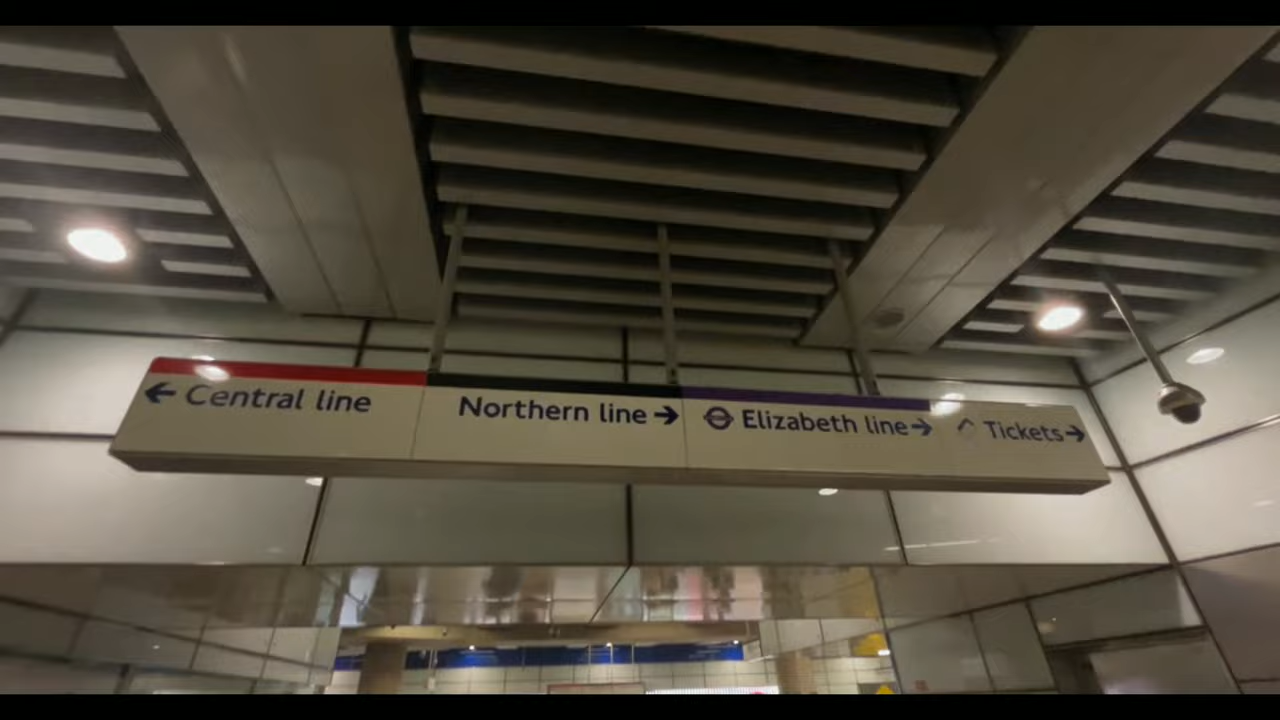 ← Central line
Northern line →
Elizabeth line →
Tickets →